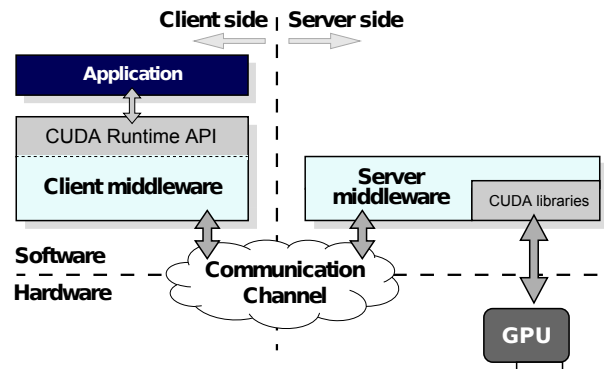 Client side
Server side
Application
CUDA Runtime API
Client middleware
Server
middleware
CUDA libraries
Software
Hardware
Communication
Channel
GPU